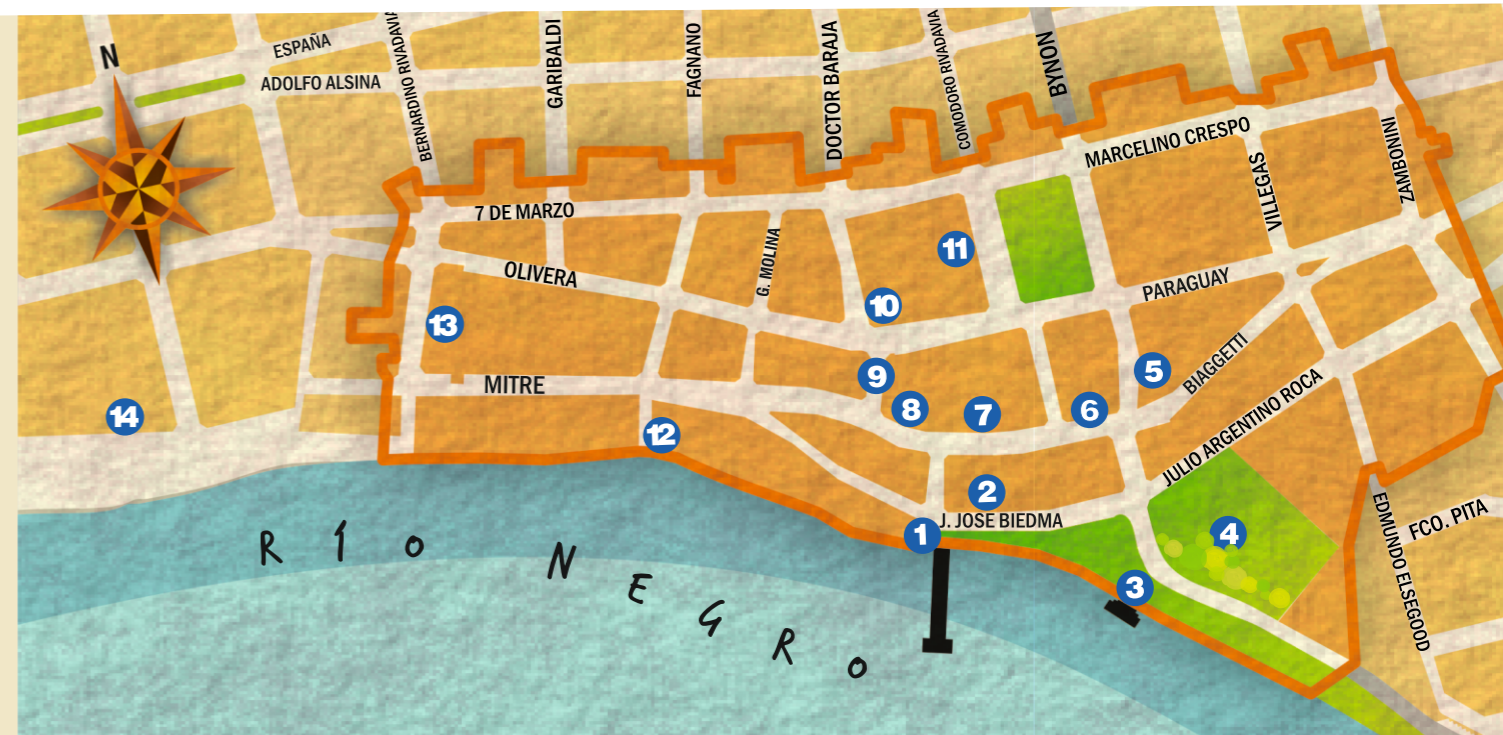 N
ESPAÑA
ADOLFO ALSINA
BERNARDINO RIVADAVIA
GARIBALDI
FAGNANO
DOCTOR BARAJA
COMODORO RIVADAVIA
BYNON
MARCELINO CRESPO
VILLEGAS
ZAMBONINI
7 DE MARZO
OLIVERA
G. MOLINA
11
10
PARAGUAY
13
9
8
7
6
5
BIAGGETTI
MITRE
14
12
JULIO ARGENTINO ROCA
2
1
J. JOSE BIEDMA
4
3
EDMUNDO ELSEGOOD
FCO. PITA
RÍO NEGRO